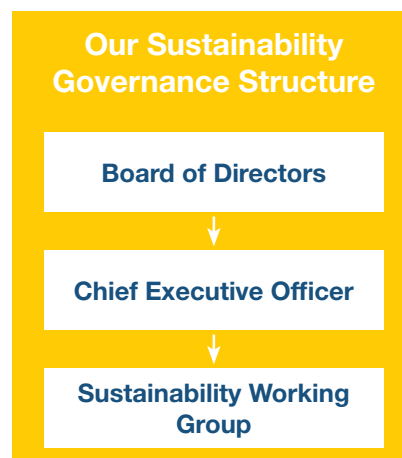 Our Sustainability
Governance Structure
Board of Directors
Chief Executive Officer
Sustainability Working
Group